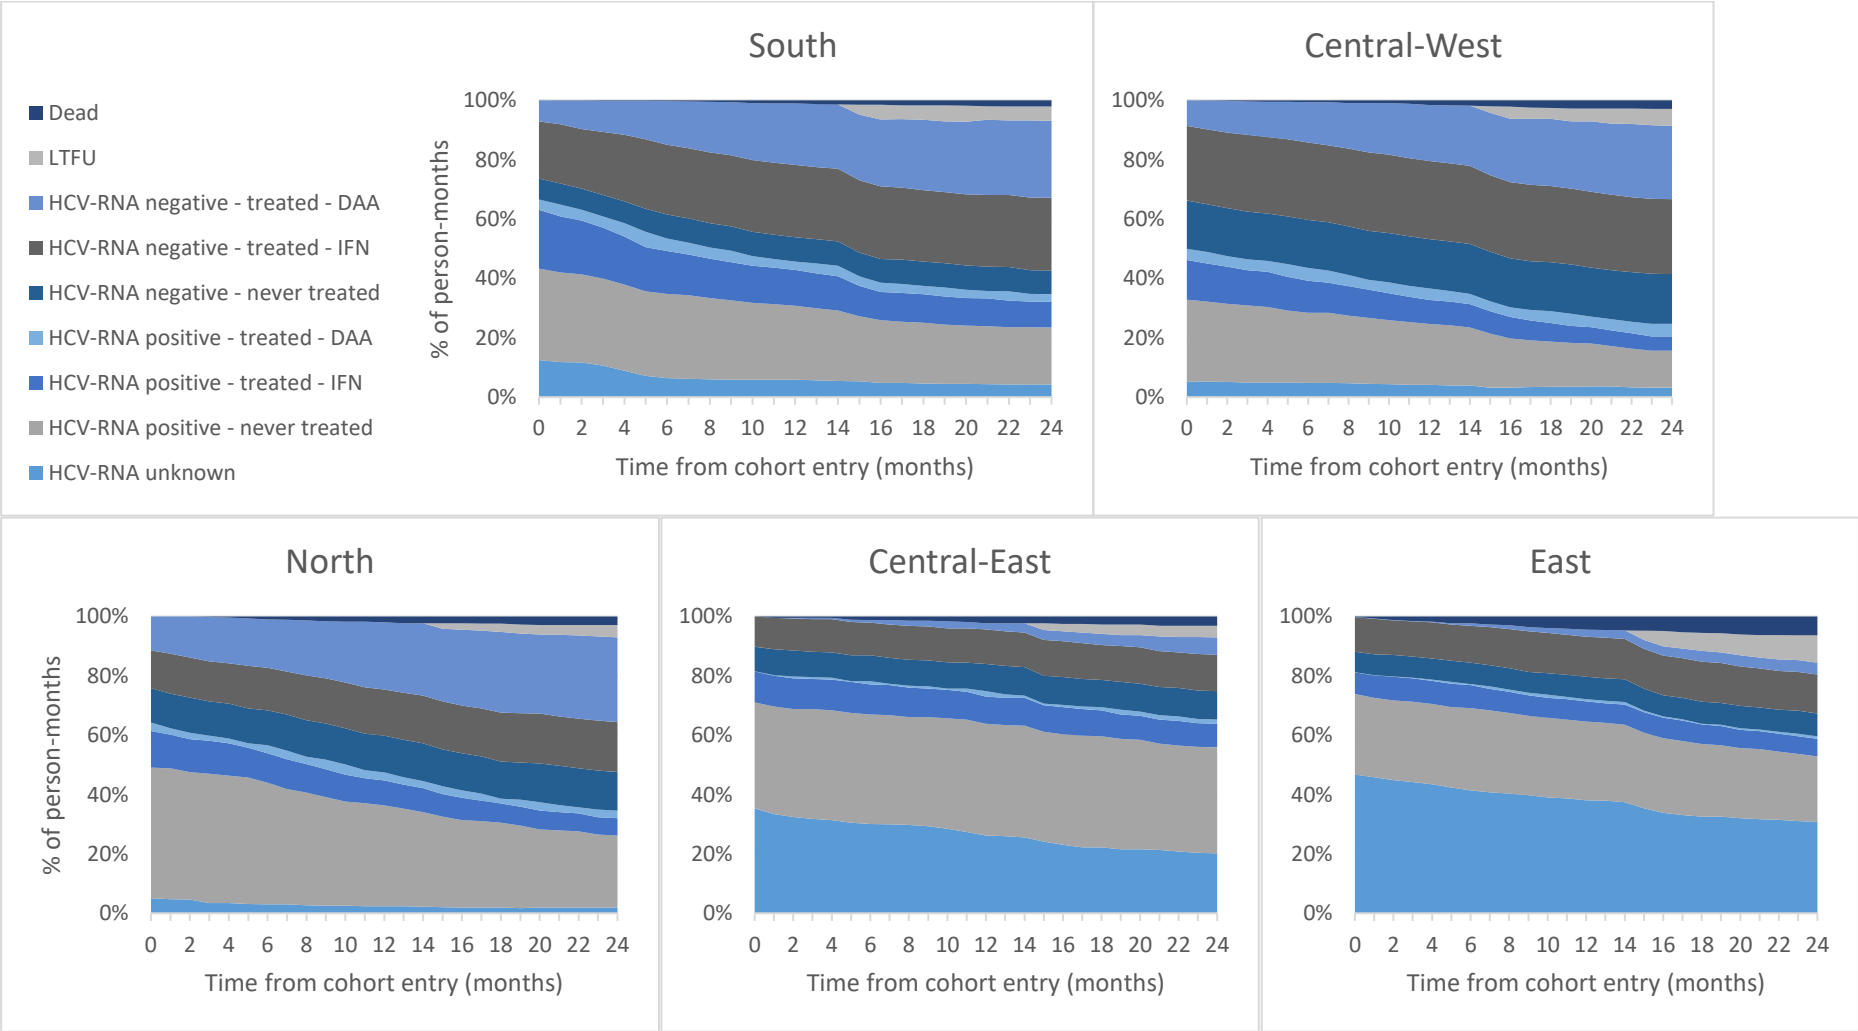 Dead
LTFU
HCV-RNA negative - treated - DAA
HCV-RNA negative - treated - IFN
HCV-RNA negative - never treated
HCV-RNA positive - treated - DAA
HCV-RNA positive - treated - IFN
HCV-RNA positive - never treated
HCV-RNA unknown
South
% of person-months
100%
80%
60%
40%
20%
0%
0 2 4 6 8 10 12 14 16 18 20 22 24
Time from cohort entry (months)
Central-West
100%
80%
60%
40%
20%
0%
0 2 4 6 8 10 12 14 16 18 20 22 24
Time from cohort entry (months)
North
% of person-months
100%
80%
60%
40%
20%
0%
0 2 4 6 8 10 12 14 16 18 20 22 24
Time from cohort entry (months)
Central-East
100%
80%
60%
40%
20%
0%
0 2 4 6 8 10 12 14 16 18 20 22 24
Time from cohort entry (months)
East
100%
80%
60%
40%
20%
0%
0 2 4 6 8 10 12 14 16 18 20 22 24
Time from cohort entry (months)